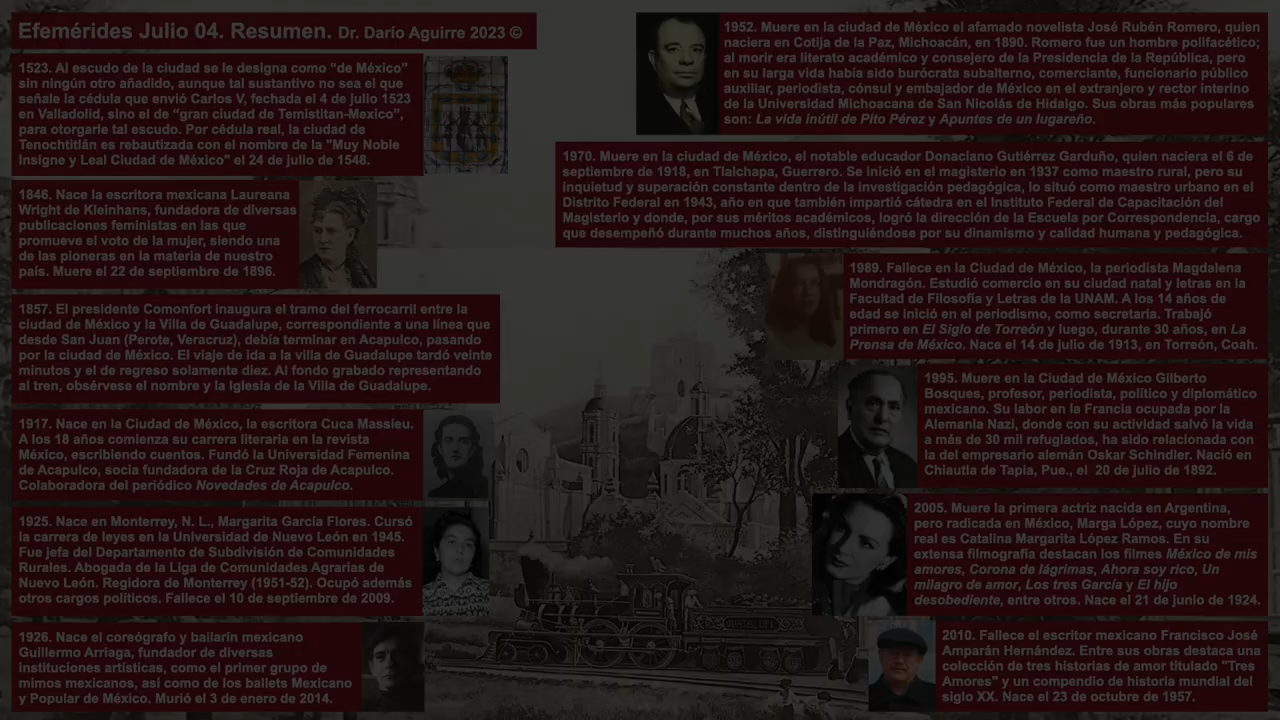 Efemérides Julio 04. Resumen. Dr. Darío Aguirre 2023 ©
1523. Al escudo de la ciudad se le designa como “de México”
sin ningún otro añadido, aunque tal sustantivo no sea el que
señale la cédula que envió Carlos V, fechada el 4 de julio 1523
en Valladolid, sino el de “gran ciudad de Temistitan-Mexico”,
para otorgarle tal escudo. Por cédula real, la ciudad de
Tenochtitlán es rebautizada con el nombre de la "Muy Noble
Insigne y Leal Ciudad de México" el 24 de julio de 1548.
1846. Nace la escritora mexicana Laureana
Wright de Kleinhans, fundadora de diversas
publicaciones feministas en las que
promueve el voto de la mujer, siendo una
de las pioneras en la materia de nuestro
país. Muere el 22 de septiembre de 1896.
1857. El presidente Comonfort inaugura el tramo del ferrocarril entre la
ciudad de México y la Villa de Guadalupe, correspondiente a una línea que
desde San Juan (Perote, Veracruz), debía terminar en Acapulco, pasando
por la ciudad de México. El viaje de ida a la villa de Guadalupe tardó veinte
minutos y el de regreso solamente diez. Al fondo grabado representando
al tren, obsérvese el nombre y la Iglesia de la Villa de Guadalupe.
1917. Nace en la Ciudad de México, la escritora Cuca Massieu.
A los 18 años comienza su carrera literaria en la revista
México, escribiendo cuentos. Fundó la Universidad Femenina
de Acapulco, socia fundadora de la Cruz Roja de Acapulco.
Colaboradora del periódico Novedades de Acapulco.
1925. Nace en Monterrey, N. L., Margarita García Flores. Cursó
la carrera de leyes en la Universidad de Nuevo León en 1945.
Fue jefa del Departamento de Subdivisión de Comunidades
Rurales. Abogada de la Liga de Comunidades Agrarias de
Nuevo León. Regidora de Monterrey (1951-52). Ocupó además
otros cargos políticos. Fallece el 10 de septiembre de 2009.
1926. Nace el coreógrafo y bailarín mexicano
Guillermo Arriaga, fundador de diversas
instituciones artísticas, como el primer grupo de
mimos mexicanos, así como de los ballets Mexicano
y Popular de México. Murió el 3 de enero de 2014.
1952. Muere en la ciudad de México el afamado novelista José Rubén Romero, quien
naciera en Cotija de la Paz, Michoacán, en 1890. Romero fue un hombre polifacético;
al morir era literato académico y consejero de la Presidencia de la República, pero
en su larga vida había sido burócrata subalterno, comerciante, funcionario público
auxiliar, periodista, cónsul y embajador de México en el extranjero y rector interino
de la Universidad Michoacana de San Nicolás de Hidalgo. Sus obras más populares
son: La vida inútil de Pito Pérez y Apuntes de un lugareño.
1970. Muere en la ciudad de México, el notable educador Donaciano Gutiérrez Garduño, quien naciera el 6 de
septiembre de 1918, en Tlalchapa, Guerrero. Se inició en el magisterio en 1937 como maestro rural, pero su
inquietud y superación constante dentro de la investigación pedagógica, lo situó como maestro urbano en el
Distrito Federal en 1943, año en que también impartió cátedra en el Instituto Federal de Capacitación del
Magisterio y donde, por sus méritos académicos, logró la dirección de la Escuela por Correspondencia, cargo
que desempeñó durante muchos años, distinguiéndose por su dinamismo y calidad humana y pedagógica.
1989. Fallece en la Ciudad de México, la periodista Magdalena
Mondragón. Estudió comercio en su ciudad natal y letras en la
Facultad de Filosofía y Letras de la UNAM. A los 14 años de
edad se inició en el periodismo, como secretaria. Trabajó
primero en El Siglo de Torreón y luego, durante 30 años, en La
Prensa de México. Nace el 14 de julio de 1913, en Torreón, Coah.
1995. Muere en la Ciudad de México Gilberto
Bosques, profesor, periodista, político y diplomático
mexicano. Su labor en la Francia ocupada por la
Alemania Nazi, donde con su actividad salvó la vida
a más de 30 mil refugiados, ha sido relacionada con
la del empresario alemán Oskar Schindler. Nació en
Chiautla de Tapia, Pue., el 20 de julio de 1892.
2005. Muere la primera actriz nacida en Argentina,
pero radicada en México, Marga López, cuyo nombre
real es Catalina Margarita López Ramos. En su
extensa filmografía destacan los filmes México de mis
amores, Corona de lágrimas, Ahora soy rico, Un
milagro de amor, Los tres García y El hijo
desobediente, entre otros. Nace el 21 de junio de 1924.
2010. Fallece el escritor mexicano Francisco José
Amparán Hernández. Entre sus obras destaca una
colección de tres historias de amor titulado "Tres
Amores" y un compendio de historia mundial del
siglo XX. Nace el 23 de octubre de 1957.